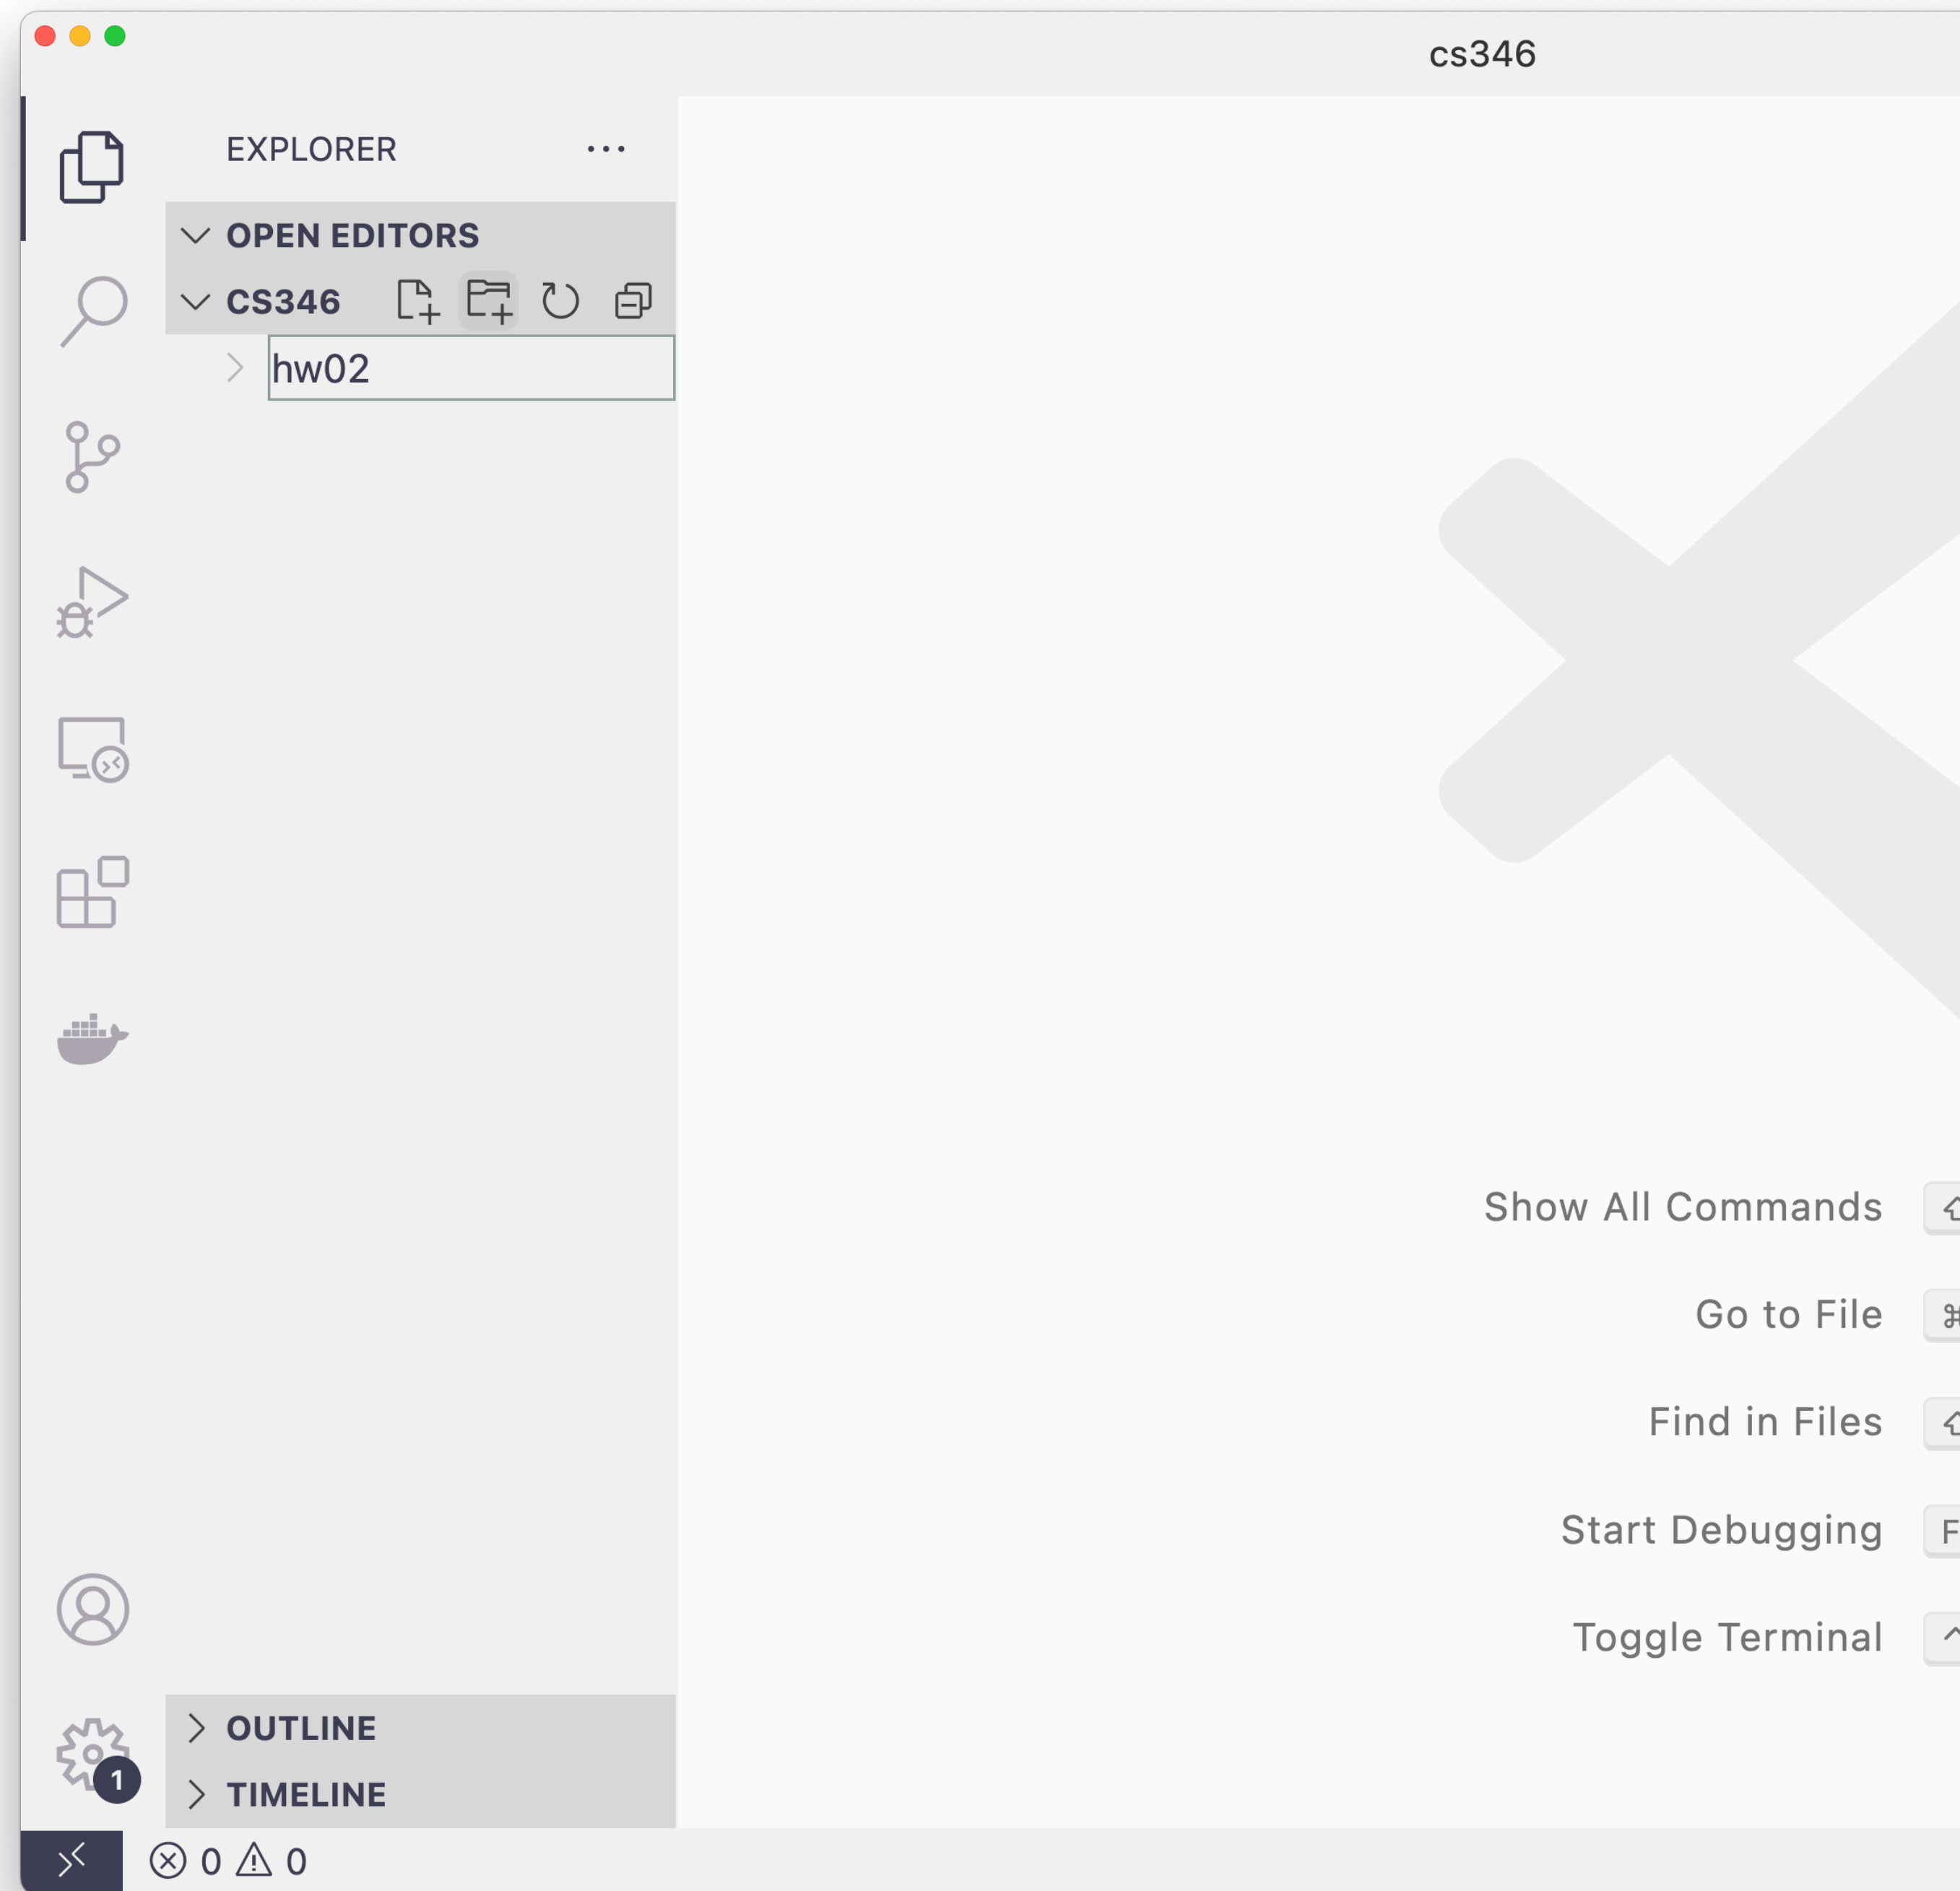 cs346
EXPLORER
OPEN EDITORS
CS346
hw02
Show All Commands
Go to File
Find in Files
Start Debugging
F
Toggle Terminal
OUTLINE
1
TIMELINE
0 0